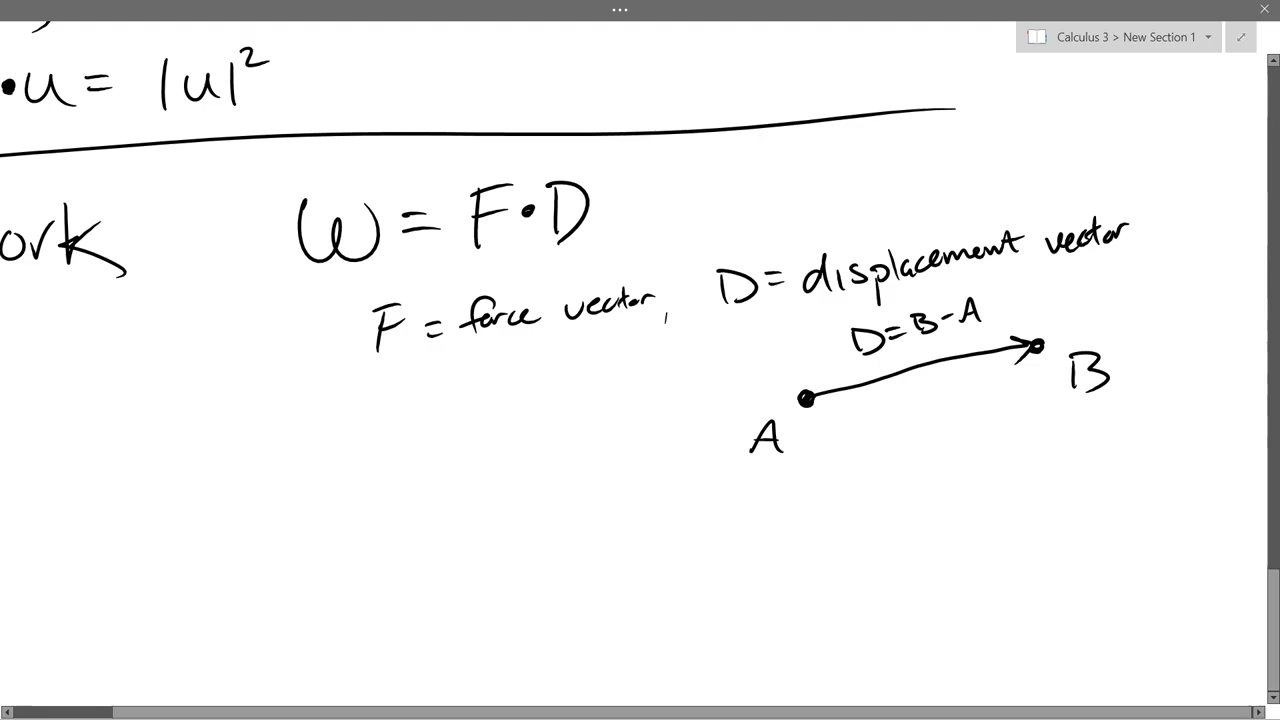 Calculus 3 > New Section 1
•u = |u|²
ork
W = F•D
F = force vector,
D = displacement vector
D = B - A
A
B